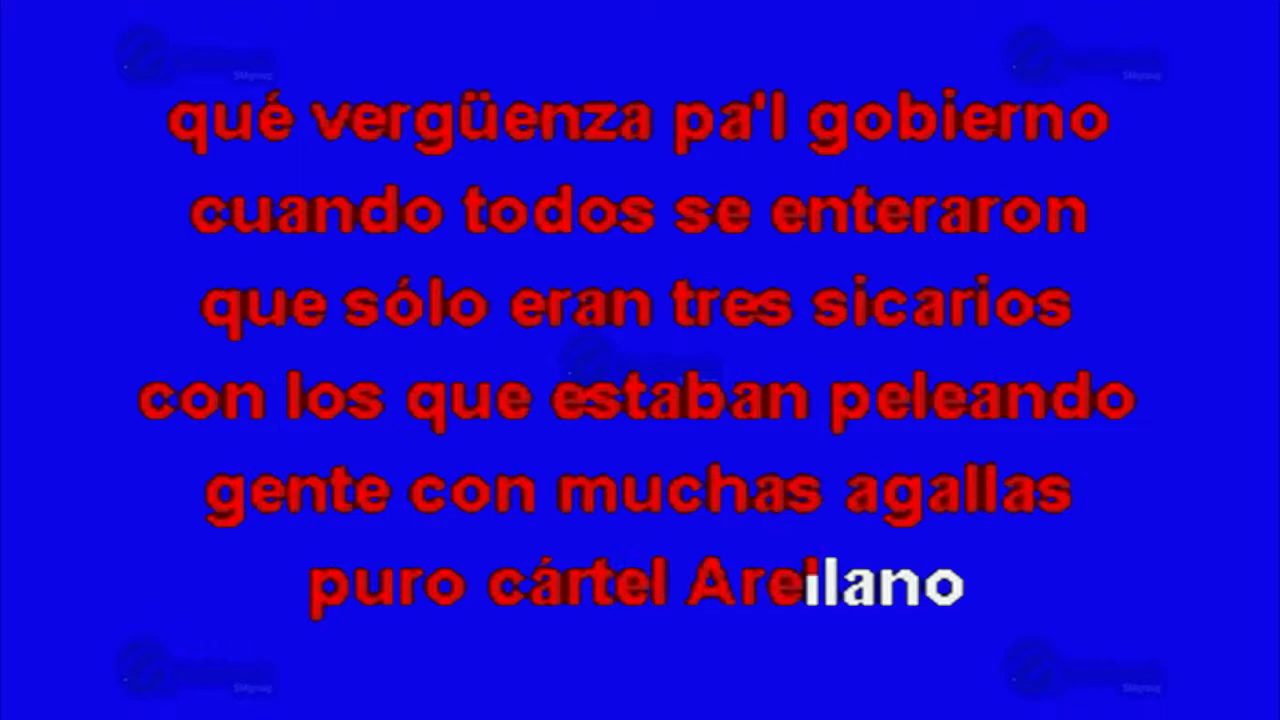 qué vergüenza pa'l gobierno
cuando todos se enteraron
que sólo eran tres sicarios
con los que estaban peleando
gente con muchas agallas
puro cártel Arellano